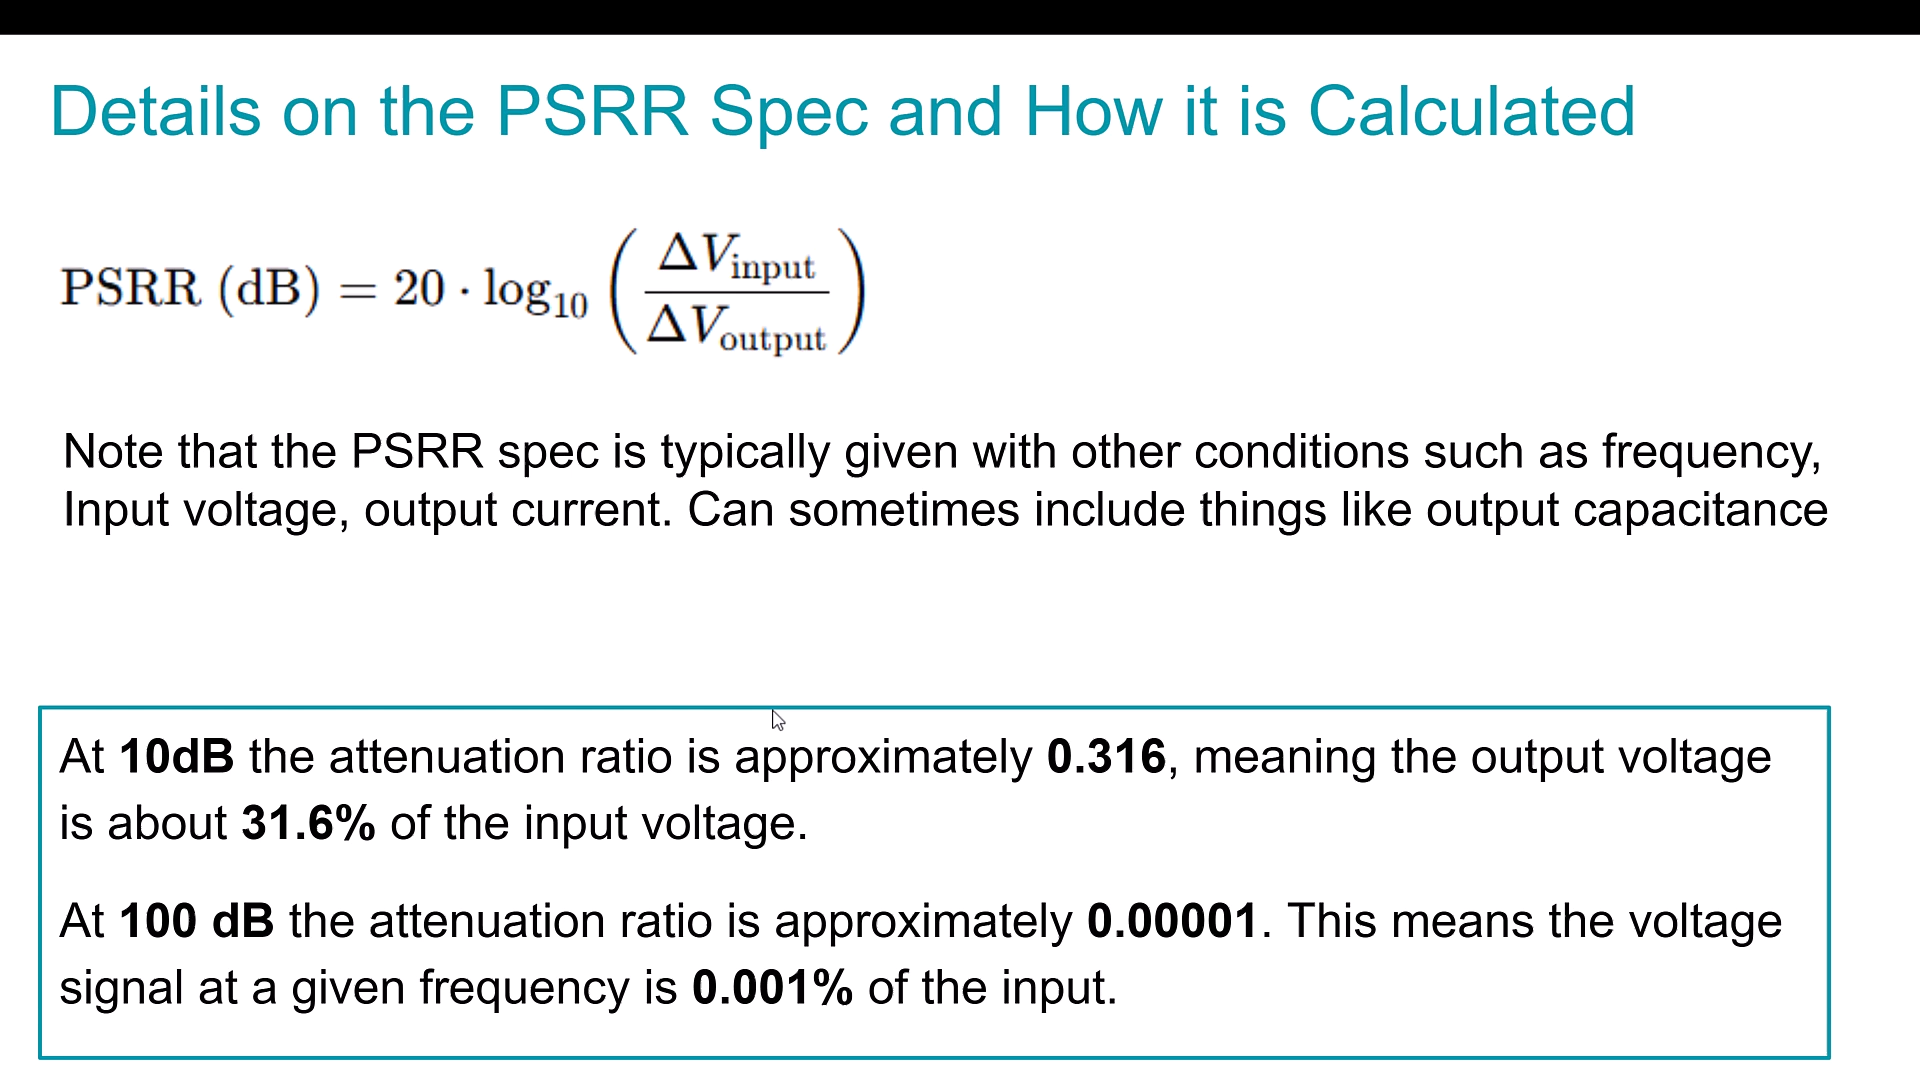 Details on the PSRR Spec and How it is Calculated
PSRR (dB) = 20 · log₁₀ (ΔV_input / ΔV_output)
Note that the PSRR spec is typically given with other conditions such as frequency,
Input voltage, output current. Can sometimes include things like output capacitance
At 10dB the attenuation ratio is approximately 0.316, meaning the output voltage
is about 31.6% of the input voltage.
At 100 dB the attenuation ratio is approximately 0.00001. This means the voltage
signal at a given frequency is 0.001% of the input.